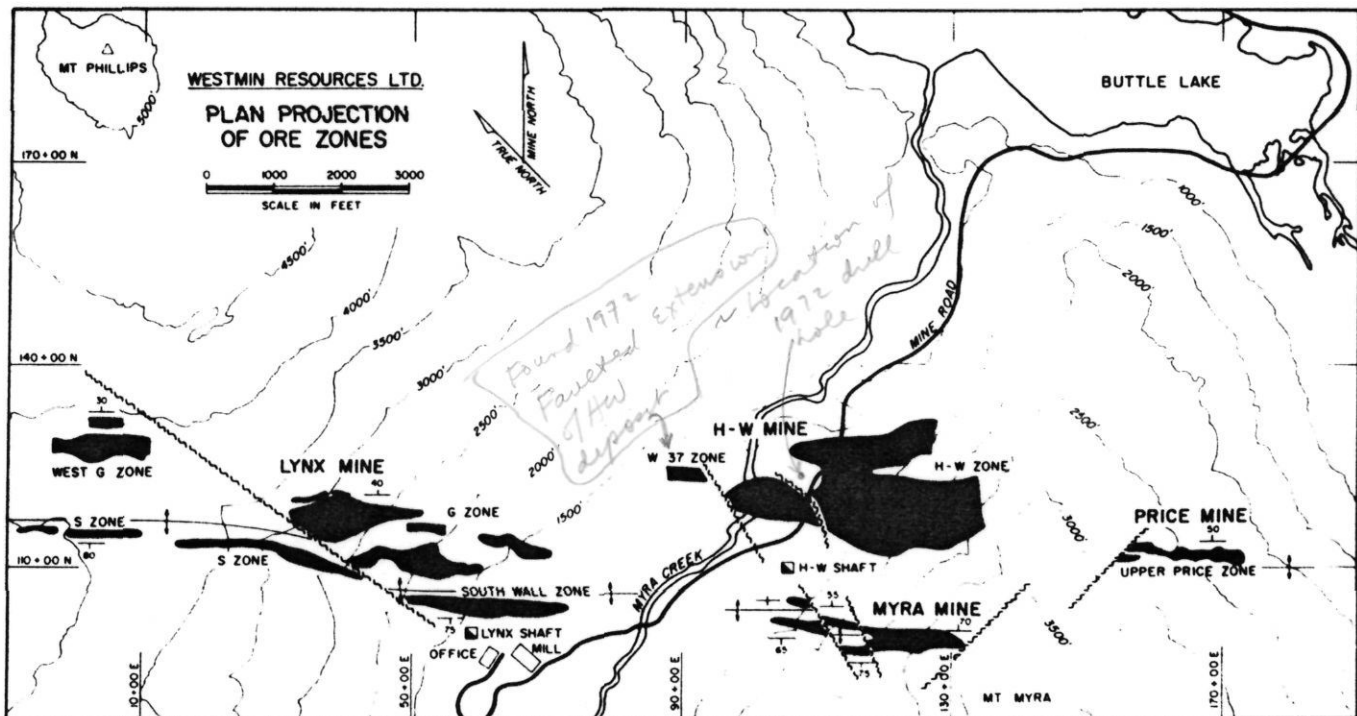 MT PHILLIPS
5000'
WESTMIN RESOURCES LTD.
PLAN PROJECTION
OF ORE ZONES
0 1000 2000 3000
SCALE IN FEET
TRUE NORTH
MINE NORTH
BUTTLE LAKE
170+00 N
4500'
4000'
3500'
3000'
2500'
2000'
1500'
1000'
1500'
2000'
2500'
3000'
3500'
MINE ROAD
Found 1972
Faulted Extension
of HW
deposit
~ Location of
1972 drill
hole
140+00 N
30
WEST G ZONE
LYNX MINE
40
G ZONE
W 37 ZONE
H-W MINE
H-W ZONE
S ZONE
80
S ZONE
110+00 N
SOUTH WALL ZONE
75
LYNX SHAFT
OFFICE
MILL
MYRA CREEK
H-W SHAFT
PRICE MINE
50
UPPER PRICE ZONE
55
MYRA MINE
70
65
75
MT MYRA
10+00 E
50+00 E
90+00 E
130+00 E
170+00 E